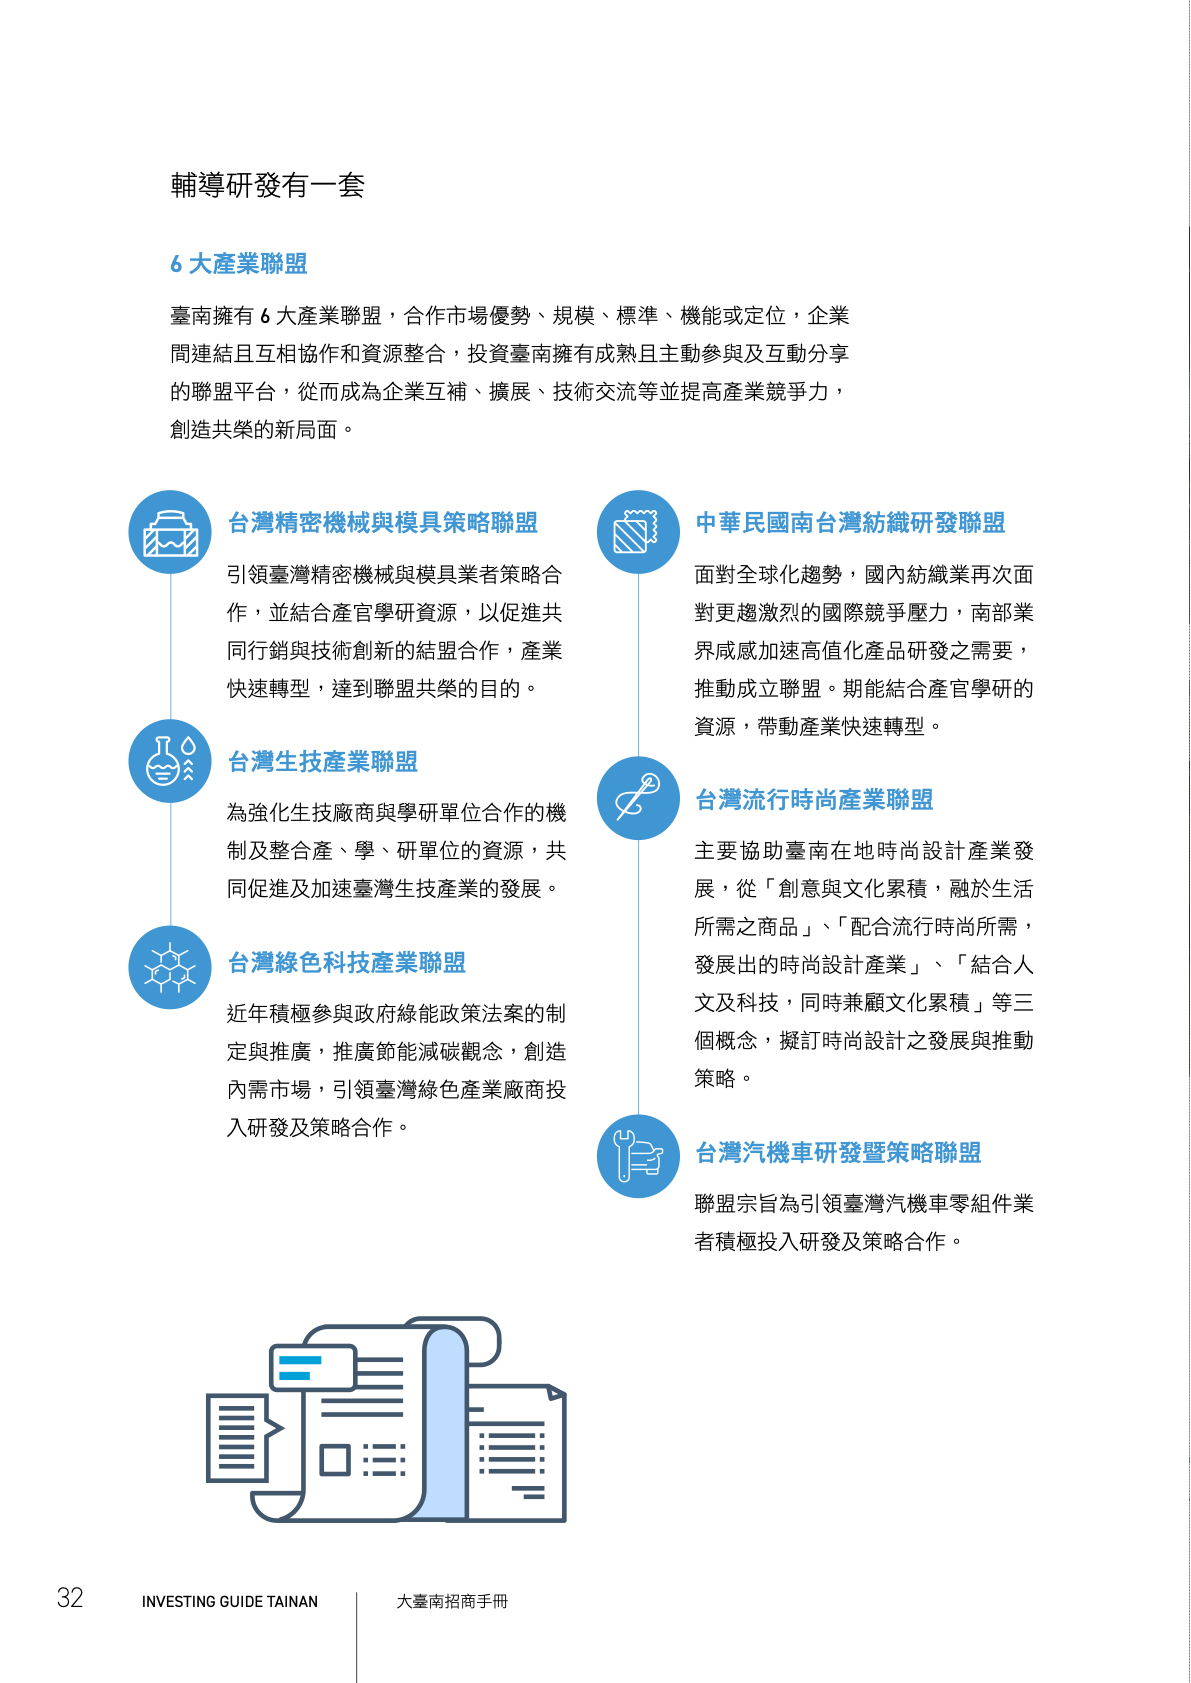 輔導研發有一套
6 大產業聯盟
臺南擁有 6 大產業聯盟，合作市場優勢、規模、標準、機能或定位，企業
間連結且互相協作和資源整合，投資臺南擁有成熟且主動參與及互動分享
的聯盟平台，從而成為企業互補、擴展、技術交流等並提高產業競爭力，
創造共榮的新局面。
台灣精密機械與模具策略聯盟
引領臺灣精密機械與模具業者策略合
作，並結合產官學研資源，以促進共
同行銷與技術創新的結盟合作，產業
快速轉型，達到聯盟共榮的目的。
台灣生技產業聯盟
為強化生技廠商與學研單位合作的機
制及整合產、學、研單位的資源，共
同促進及加速臺灣生技產業的發展。
台灣綠色科技產業聯盟
近年積極參與政府綠能政策法案的制
定與推廣，推廣節能減碳觀念，創造
內需市場，引領臺灣綠色產業廠商投
入研發及策略合作。
中華民國南台灣紡織研發聯盟
面對全球化趨勢，國內紡織業再次面
對更趨激烈的國際競爭壓力，南部業
界咸感加速高值化產品研發之需要，
推動成立聯盟。期能結合產官學研的
資源，帶動產業快速轉型。
台灣流行時尚產業聯盟
主要協助臺南在地時尚設計產業發
展，從「創意與文化累積，融於生活
所需之商品」、「配合流行時尚所需，
發展出的時尚設計產業」、「結合人
文及科技，同時兼顧文化累積」等三
個概念，擬訂時尚設計之發展與推動
策略。
台灣汽機車研發暨策略聯盟
聯盟宗旨為引領臺灣汽機車零組件業
者積極投入研發及策略合作。
32
INVESTING GUIDE TAINAN
大臺南招商手冊